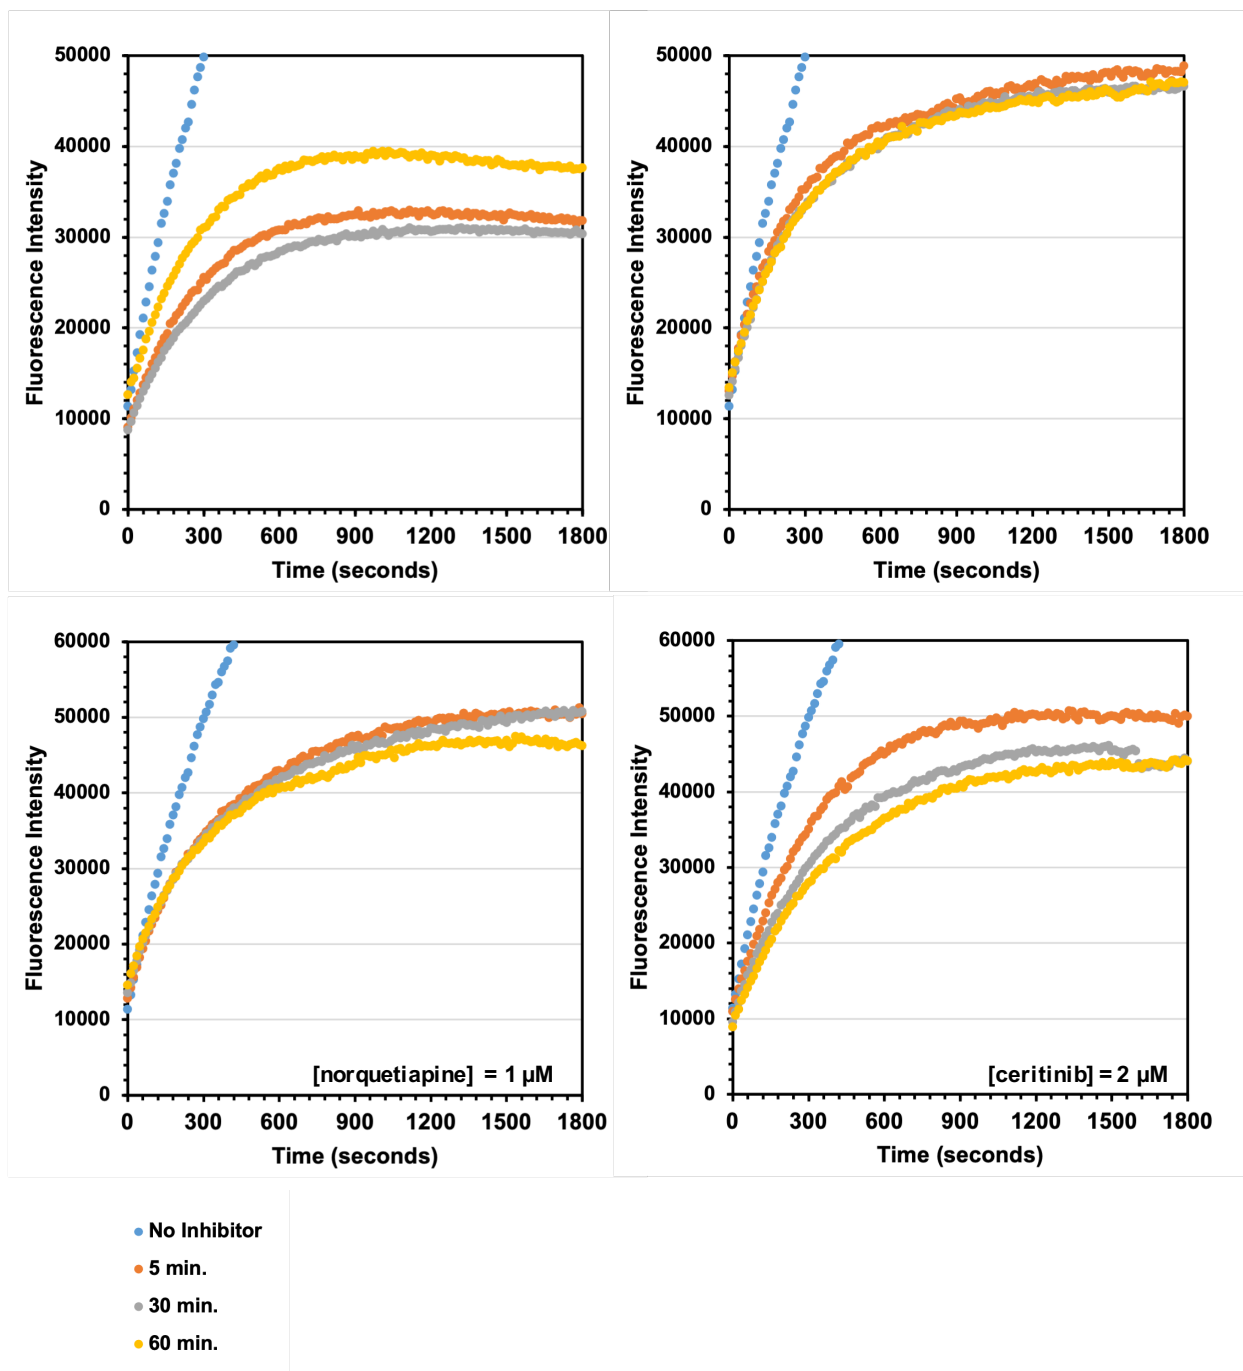 50000
40000
30000
20000
10000
0
0 300 600 900 1200 1500 1800
Time (seconds)
Fluorescence Intensity
50000
40000
30000
20000
10000
0
0 300 600 900 1200 1500 1800
Time (seconds)
Fluorescence Intensity
60000
50000
40000
30000
20000
10000
0
[norquetiapine] = 1 µM
0 300 600 900 1200 1500 1800
Time (seconds)
Fluorescence Intensity
60000
50000
40000
30000
20000
10000
0
[ceritinib] = 2 µM
0 300 600 900 1200 1500 1800
Time (seconds)
Fluorescence Intensity
No Inhibitor
5 min.
30 min.
60 min.